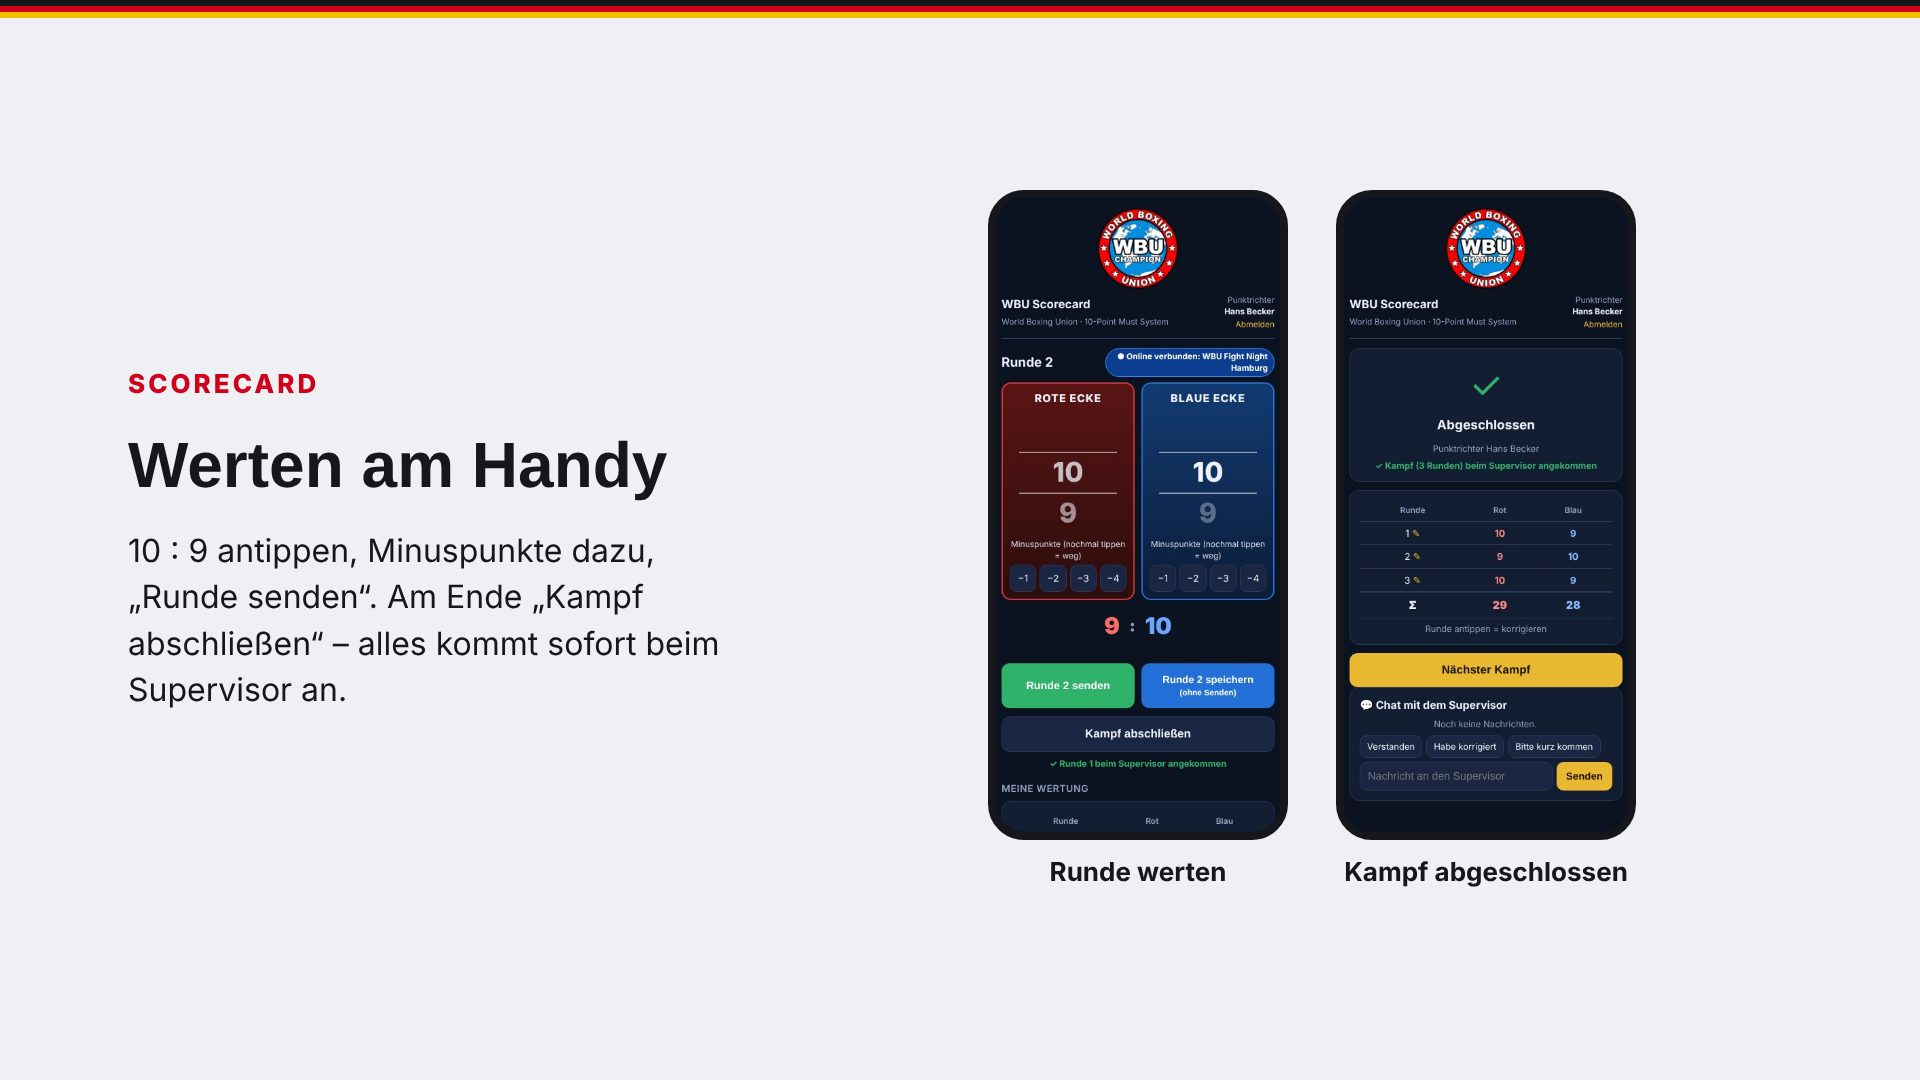 SCORECARD
Werten am Handy
10 : 9 antippen, Minuspunkte dazu,
„Runde senden“. Am Ende „Kampf
abschließen“ – alles kommt sofort beim
Supervisor an.
WORLD BOXING
WBU
CHAMPION
UNION
WBU Scorecard
World Boxing Union · 10-Point Must System
Punktrichter
Hans Becker
Abmelden
Runde 2
● Online verbunden: WBU Fight Night
Hamburg
ROTE ECKE
10
9
Minuspunkte (nochmal tippen
= weg)
−1 −2 −3 −4
BLAUE ECKE
10
9
Minuspunkte (nochmal tippen
= weg)
−1 −2 −3 −4
9 : 10
Runde 2 senden
Runde 2 speichern
(ohne Senden)
Kampf abschließen
✓ Runde 1 beim Supervisor angekommen
MEINE WERTUNG
Runde Rot Blau
Runde werten
WORLD BOXING
WBU
CHAMPION
UNION
WBU Scorecard
World Boxing Union · 10-Point Must System
Punktrichter
Hans Becker
Abmelden
Abgeschlossen
Punktrichter Hans Becker
✓ Kampf (3 Runden) beim Supervisor angekommen
Runde Rot Blau
1 ✎ 10 9
2 ✎ 9 10
3 ✎ 10 9
Σ 29 28
Runde antippen = korrigieren
Nächster Kampf
💬 Chat mit dem Supervisor
Noch keine Nachrichten.
Verstanden Habe korrigiert Bitte kurz kommen
Nachricht an den Supervisor Senden
Kampf abgeschlossen